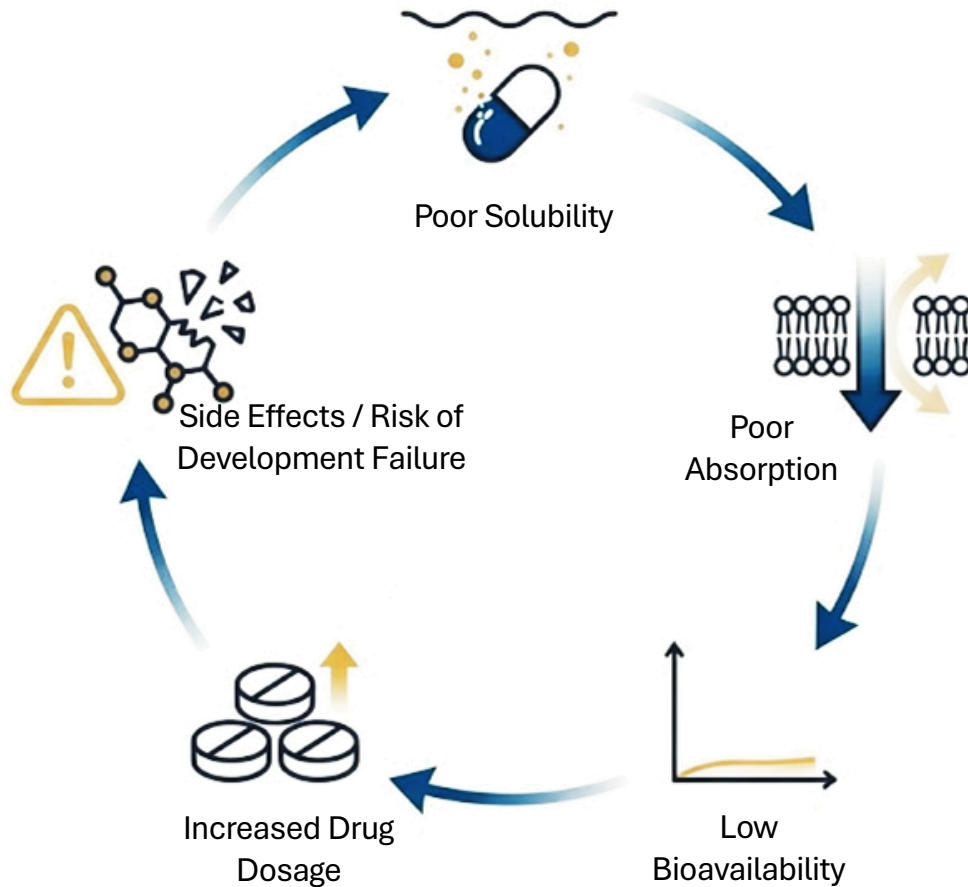 Poor Solubility
Poor
Absorption
Low
Bioavailability
Increased Drug
Dosage
Side Effects / Risk of
Development Failure